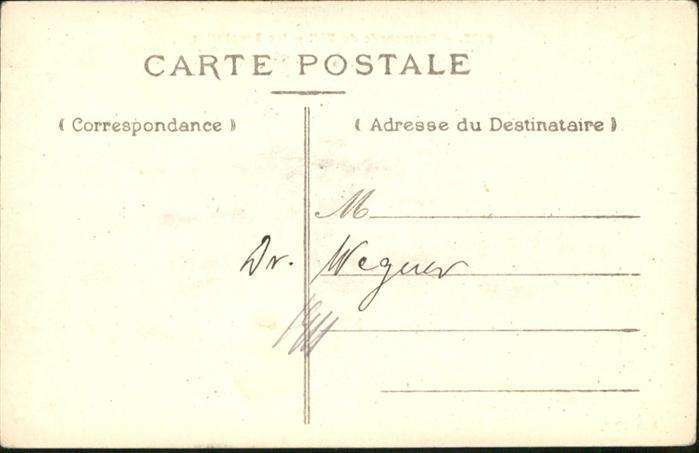 CARTE POSTALE
( Correspondance )
( Adresse du Destinataire )
M
Dr. Wegner